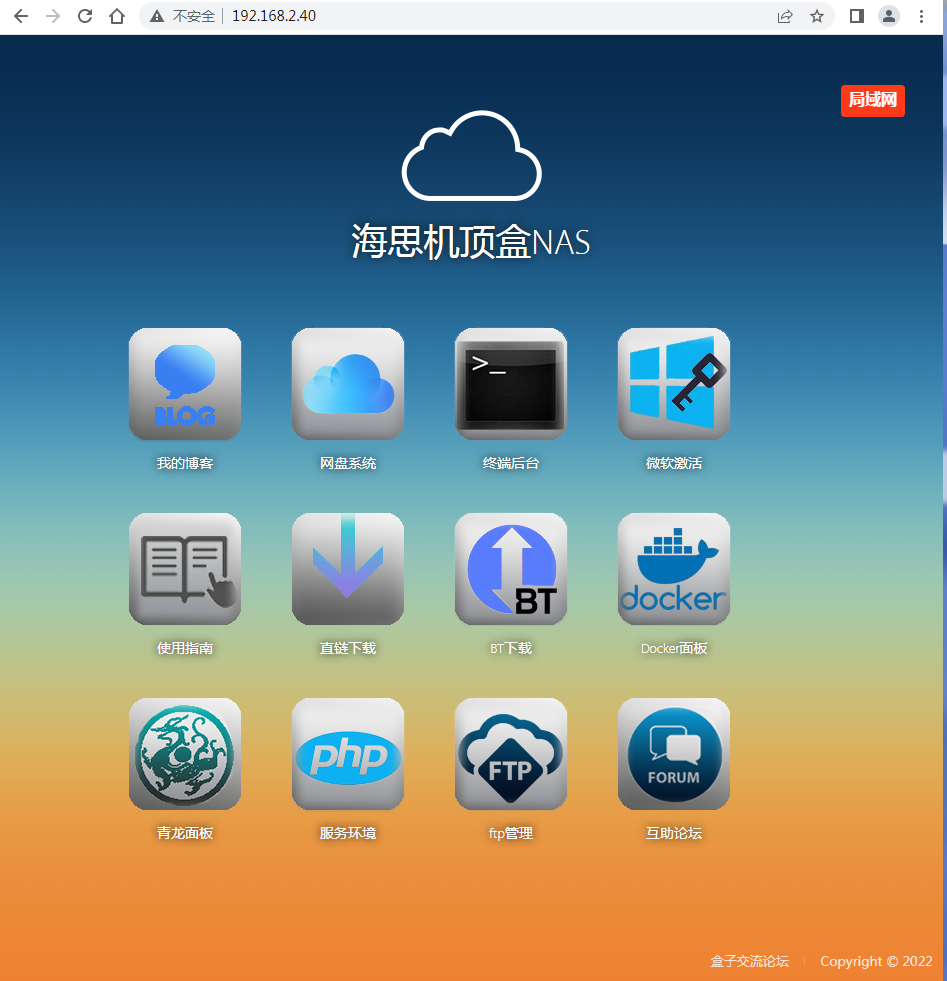 不安全 192.168.2.40
局域网
海思机顶盒NAS
BLOG
>_
我的博客 网盘系统 终端后台 微软激活
BT docker
使用指南 直链下载 BT下载 Docker面板
php FTP FORUM
青龙面板 服务环境 ftp管理 互助论坛
盒子交流论坛 Copyright © 2022